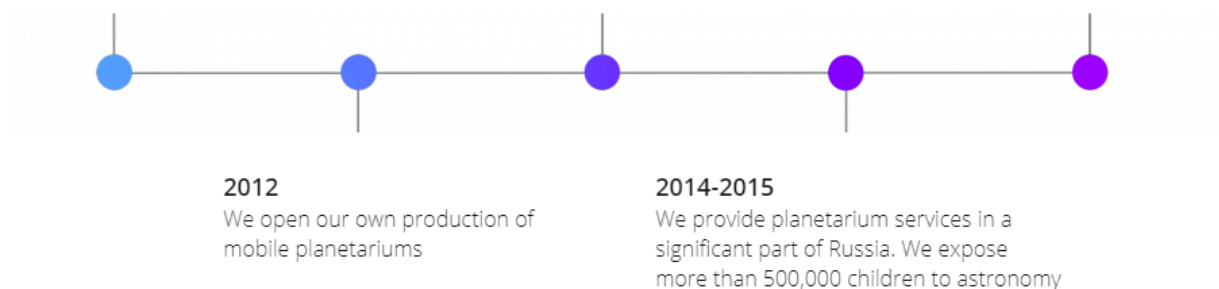 2012
We open our own production of
mobile planetariums
2014-2015
We provide planetarium services in a
significant part of Russia. We expose
more than 500,000 children to astronomy